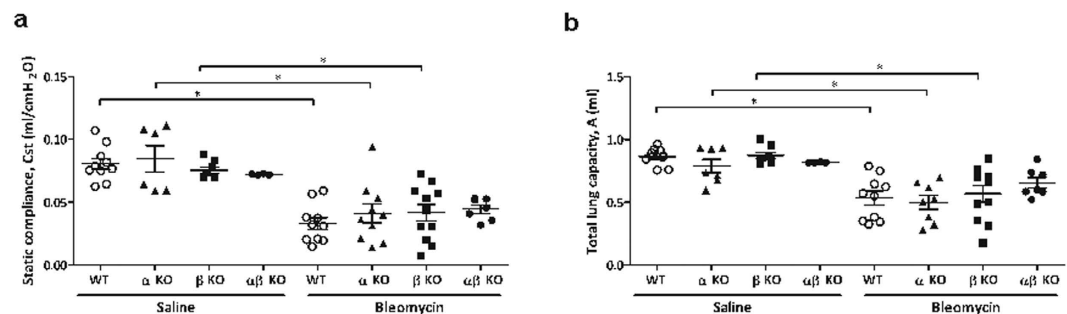 a
Static compliance, Cst (ml/cmH2O)
0.15
0.10
0.05
0.00
*
*
*
WT α KO β KO αβ KO WT α KO β KO αβ KO
Saline Bleomycin
b
Total lung capacity, A (ml)
1.5
1.0
0.5
0.0
*
*
*
WT α KO β KO αβ KO WT α KO β KO αβ KO
Saline Bleomycin